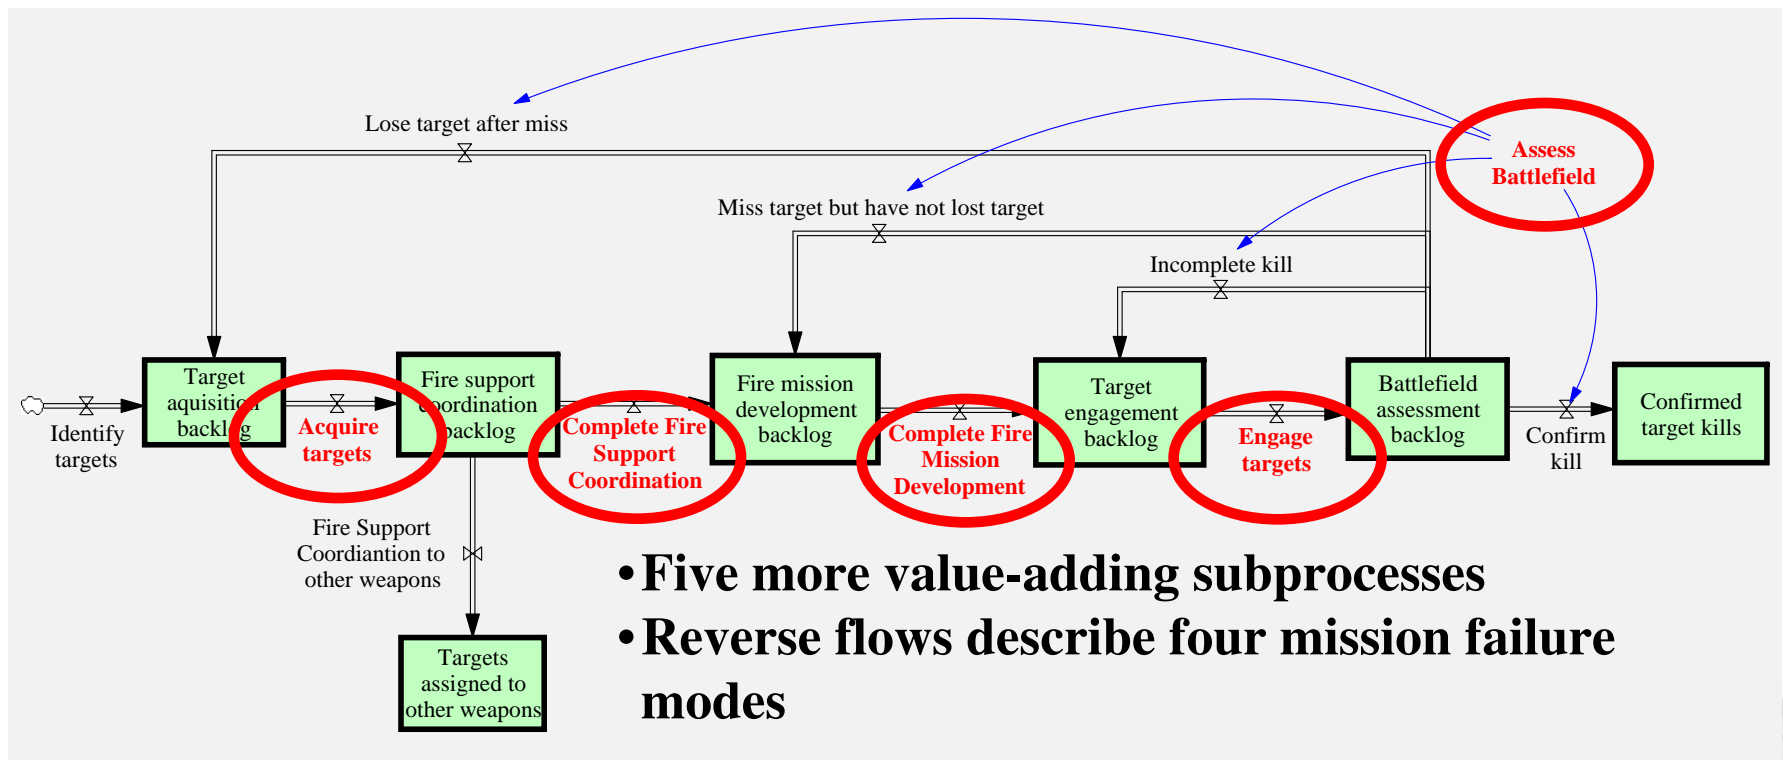 Lose target after miss
Assess
Battlefield
Miss target but have not lost target
Incomplete kill
Identify
targets
Target
aquisition
backlog
Acquire
targets
Fire support
coordination
backlog
Complete Fire
Support
Coordination
Fire mission
development
backlog
Complete Fire
Mission
Development
Target
engagement
backlog
Engage
targets
Battlefield
assessment
backlog
Confirm
kill
Confirmed
target kills
Fire Support
Coordiantion to
other weapons
Targets
assigned to
other weapons
•Five more value-adding subprocesses
•Reverse flows describe four mission failure
modes